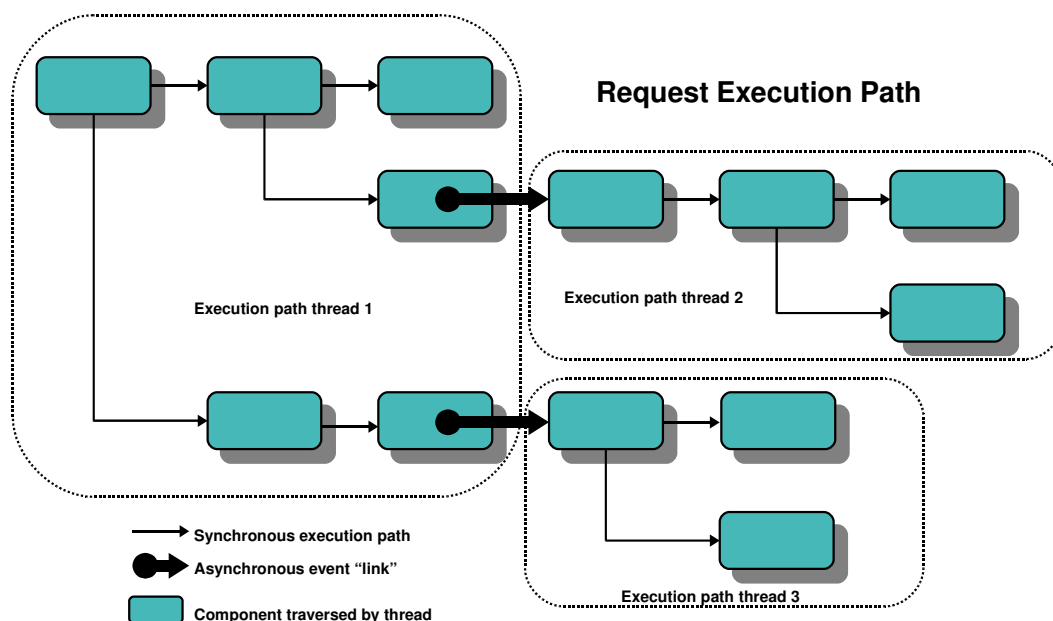 Request Execution Path
Execution path thread 1
Execution path thread 2
Synchronous execution path
Asynchronous event “link”
Component traversed by thread
Execution path thread 3